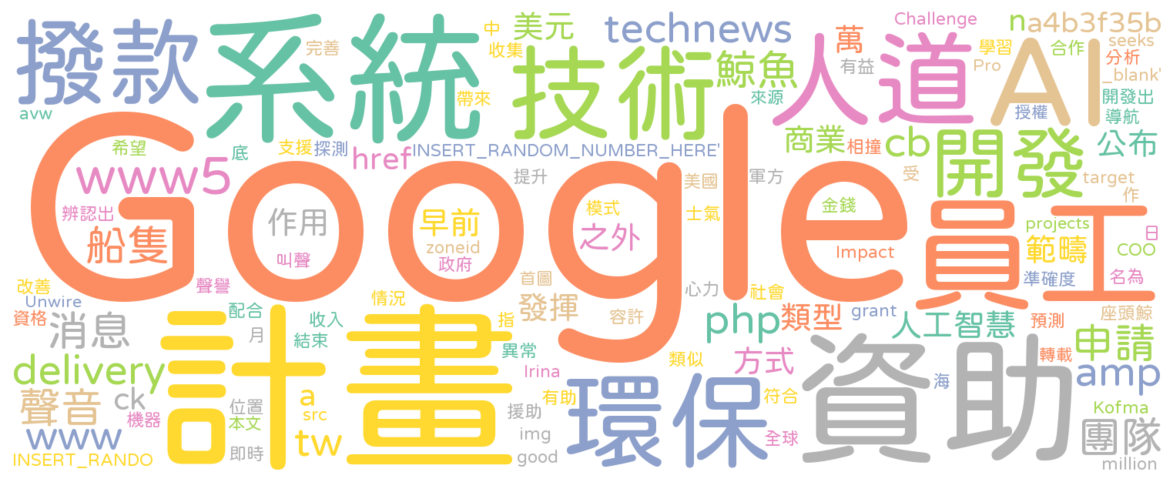 Challenge
撥款
系統
完善
中
收集
美元
technews
萬
人道
AI
na4b3f35b
學習
合作
seeks
Pro
分析
_blank'
avw
技術
鯨魚
有益
來源
授權
開發出
導航
帶來
希望
底
支援
探測
href
INSERT_RANDOM_NUMBER_HERE'
商業
相撞
cb
開發
公布
www5
提升
美國
軍方
受
target
作
Google
辨認出
船隻
作用
叫聲
早前
zoneid
政府
模式
之外
士氣
金錢
員工
projects
範疇
日
COO
Impact
準確度
名為
改善
Unwire
聲譽
情況
首圖
發揮
容許
心力
社會
grant
座頭鯨
資格
消息
配合
月
收入
結束
計畫
指
異常
php
類型
人工智慧
預測
申請
delivery
類似
方式
轉載
Irina
聲音
ck
機器
位置
本文
a
src
援助
有助
環保
海
符合
資助
amp
Kofma
www
即時
tw
img
good
全球
團隊
INSERT_RANDO
million